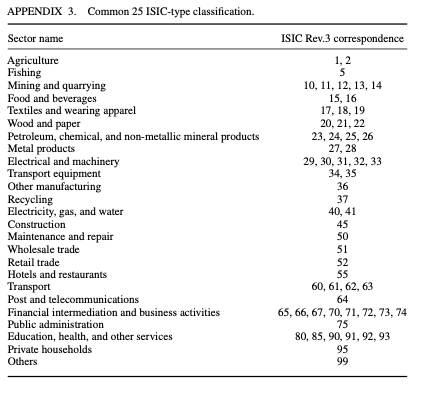 APPENDIX 3. Common 25 ISIC-type classification.
Sector name ISIC Rev.3 correspondence
Agriculture 1, 2
Fishing 5
Mining and quarrying 10, 11, 12, 13, 14
Food and beverages 15, 16
Textiles and wearing apparel 17, 18, 19
Wood and paper 20, 21, 22
Petroleum, chemical, and non-metallic mineral products 23, 24, 25, 26
Metal products 27, 28
Electrical and machinery 29, 30, 31, 32, 33
Transport equipment 34, 35
Other manufacturing 36
Recycling 37
Electricity, gas, and water 40, 41
Construction 45
Maintenance and repair 50
Wholesale trade 51
Retail trade 52
Hotels and restaurants 55
Transport 60, 61, 62, 63
Post and telecommunications 64
Financial intermediation and business activities 65, 66, 67, 70, 71, 72, 73, 74
Public administration 75
Education, health, and other services 80, 85, 90, 91, 92, 93
Private households 95
Others 99